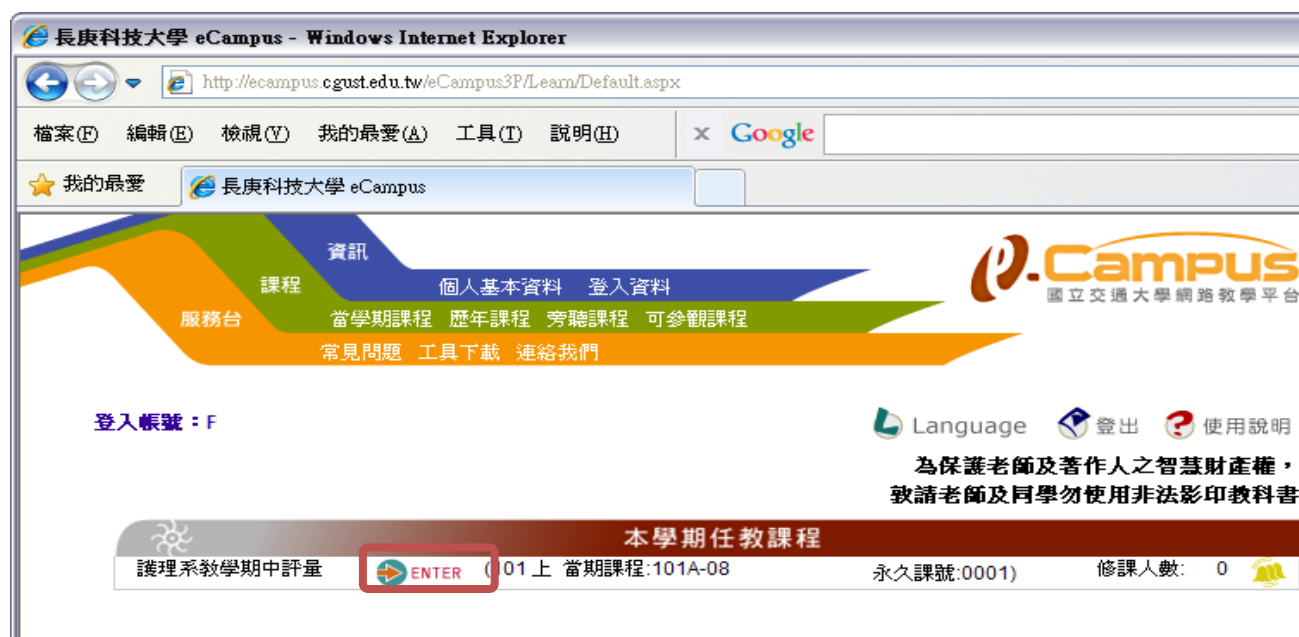 長庚科技大學 eCampus - Windows Internet Explorer
http://ecampus.cgust.edu.tw/eCampus3P/Learn/Default.aspx
檔案(F) 編輯(E) 檢視(V) 我的最愛(A) 工具(T) 說明(H) x Google
我的最愛 長庚科技大學 eCampus
資訊
課程 個人基本資料 登入資料
服務台 當學期課程 歷年課程 旁聽課程 可參觀課程
常見問題 工具下載 連絡我們
e.Campus
國立交通大學網路教學平台
登入帳號：F
Language 登出 使用說明
為保護老師及著作人之智慧財產權，
敦請老師及同學勿使用非法影印教科書
本學期任教課程
護理系教學期中評量 ENTER (101上 當期課程:101A-08 永久課號:0001) 修課人數: 0